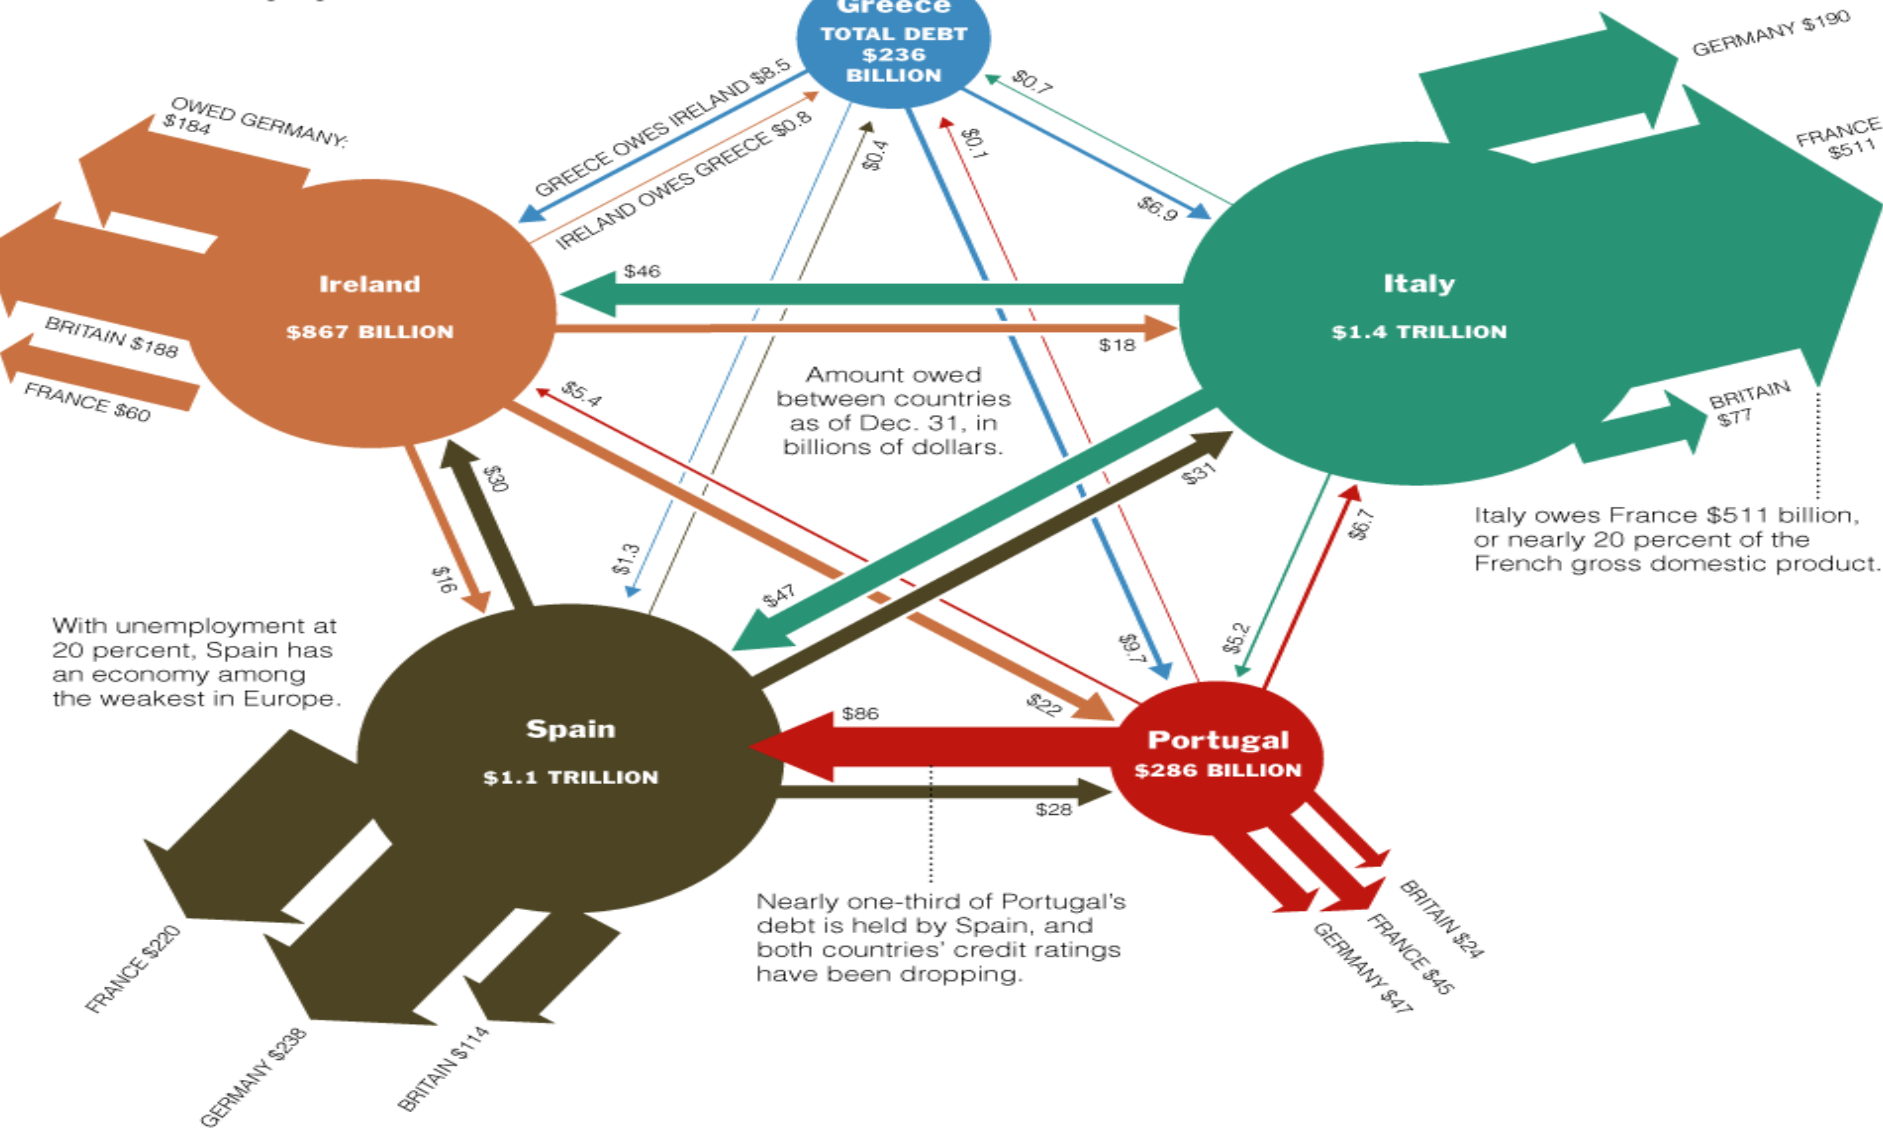 Greece
TOTAL DEBT
$236
BILLION
GERMANY $190
FRANCE
$511
OWED GERMANY:
$184
GREECE OWES IRELAND $8.5
IRELAND OWES GREECE $0.8
$0.4
$0.1
$0.7
$6.9
Ireland
$867 BILLION
$46
$18
Italy
$1.4 TRILLION
BRITAIN $188
FRANCE $60
Amount owed
between countries
as of Dec. 31, in
billions of dollars.
$5.4
BRITAIN
$77
$30
$31
$16
$1.3
$47
$6.7
Italy owes France $511 billion,
or nearly 20 percent of the
French gross domestic product.
With unemployment at
20 percent, Spain has
an economy among
the weakest in Europe.
$9.7
$5.2
$22
$86
Spain
$1.1 TRILLION
Portugal
$286 BILLION
$28
Nearly one-third of Portugal's
debt is held by Spain, and
both countries' credit ratings
have been dropping.
BRITAIN $24
FRANCE $45
GERMANY $47
FRANCE $220
GERMANY $238
BRITAIN $114